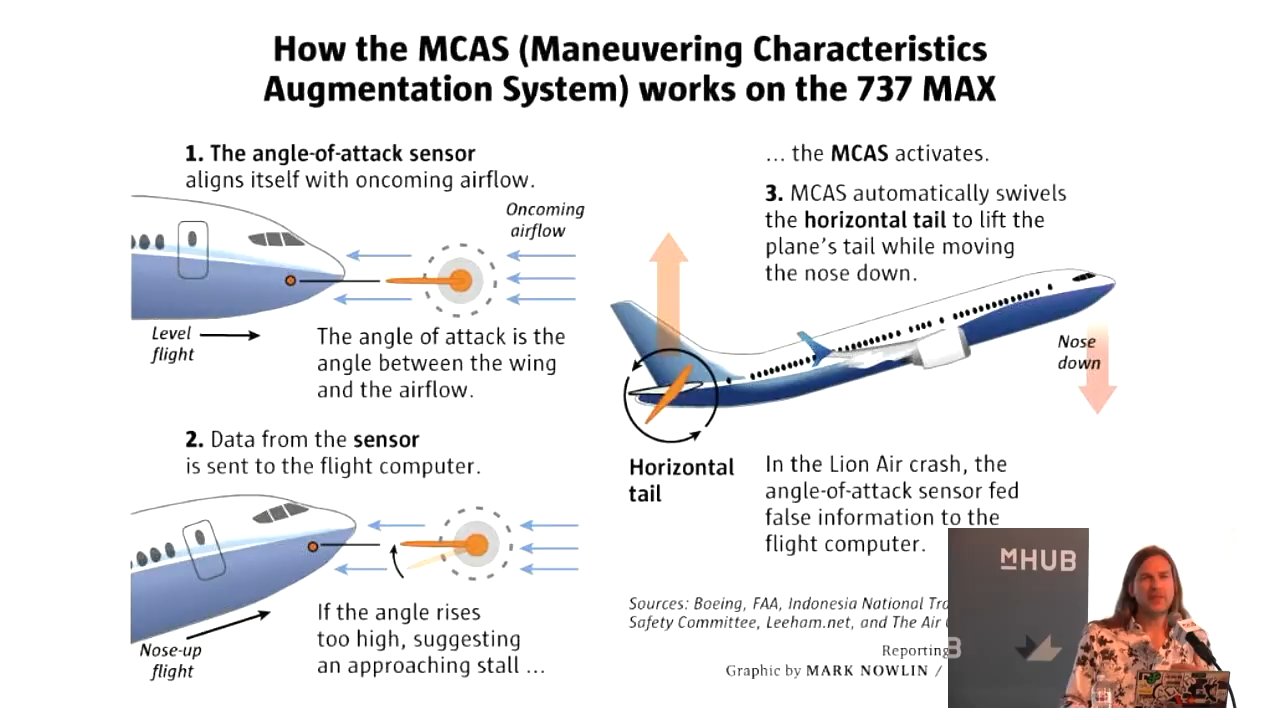 How the MCAS (Maneuvering Characteristics
Augmentation System) works on the 737 MAX
1. The angle-of-attack sensor
aligns itself with oncoming airflow.
Oncoming
airflow
Level
flight
The angle of attack is the
angle between the wing
and the airflow.
2. Data from the sensor
is sent to the flight computer.
Nose-up
flight
If the angle rises
too high, suggesting
an approaching stall ...
... the MCAS activates.
3. MCAS automatically swivels
the horizontal tail to lift the
plane's tail while moving
the nose down.
Nose
down
Horizontal
tail
In the Lion Air crash, the
angle-of-attack sensor fed
false information to the
flight computer.
Sources: Boeing, FAA, Indonesia National
Safety Committee, Leeham.net, and The Air
Reporting
Graphic by MARK NOWLIN /
MHUB